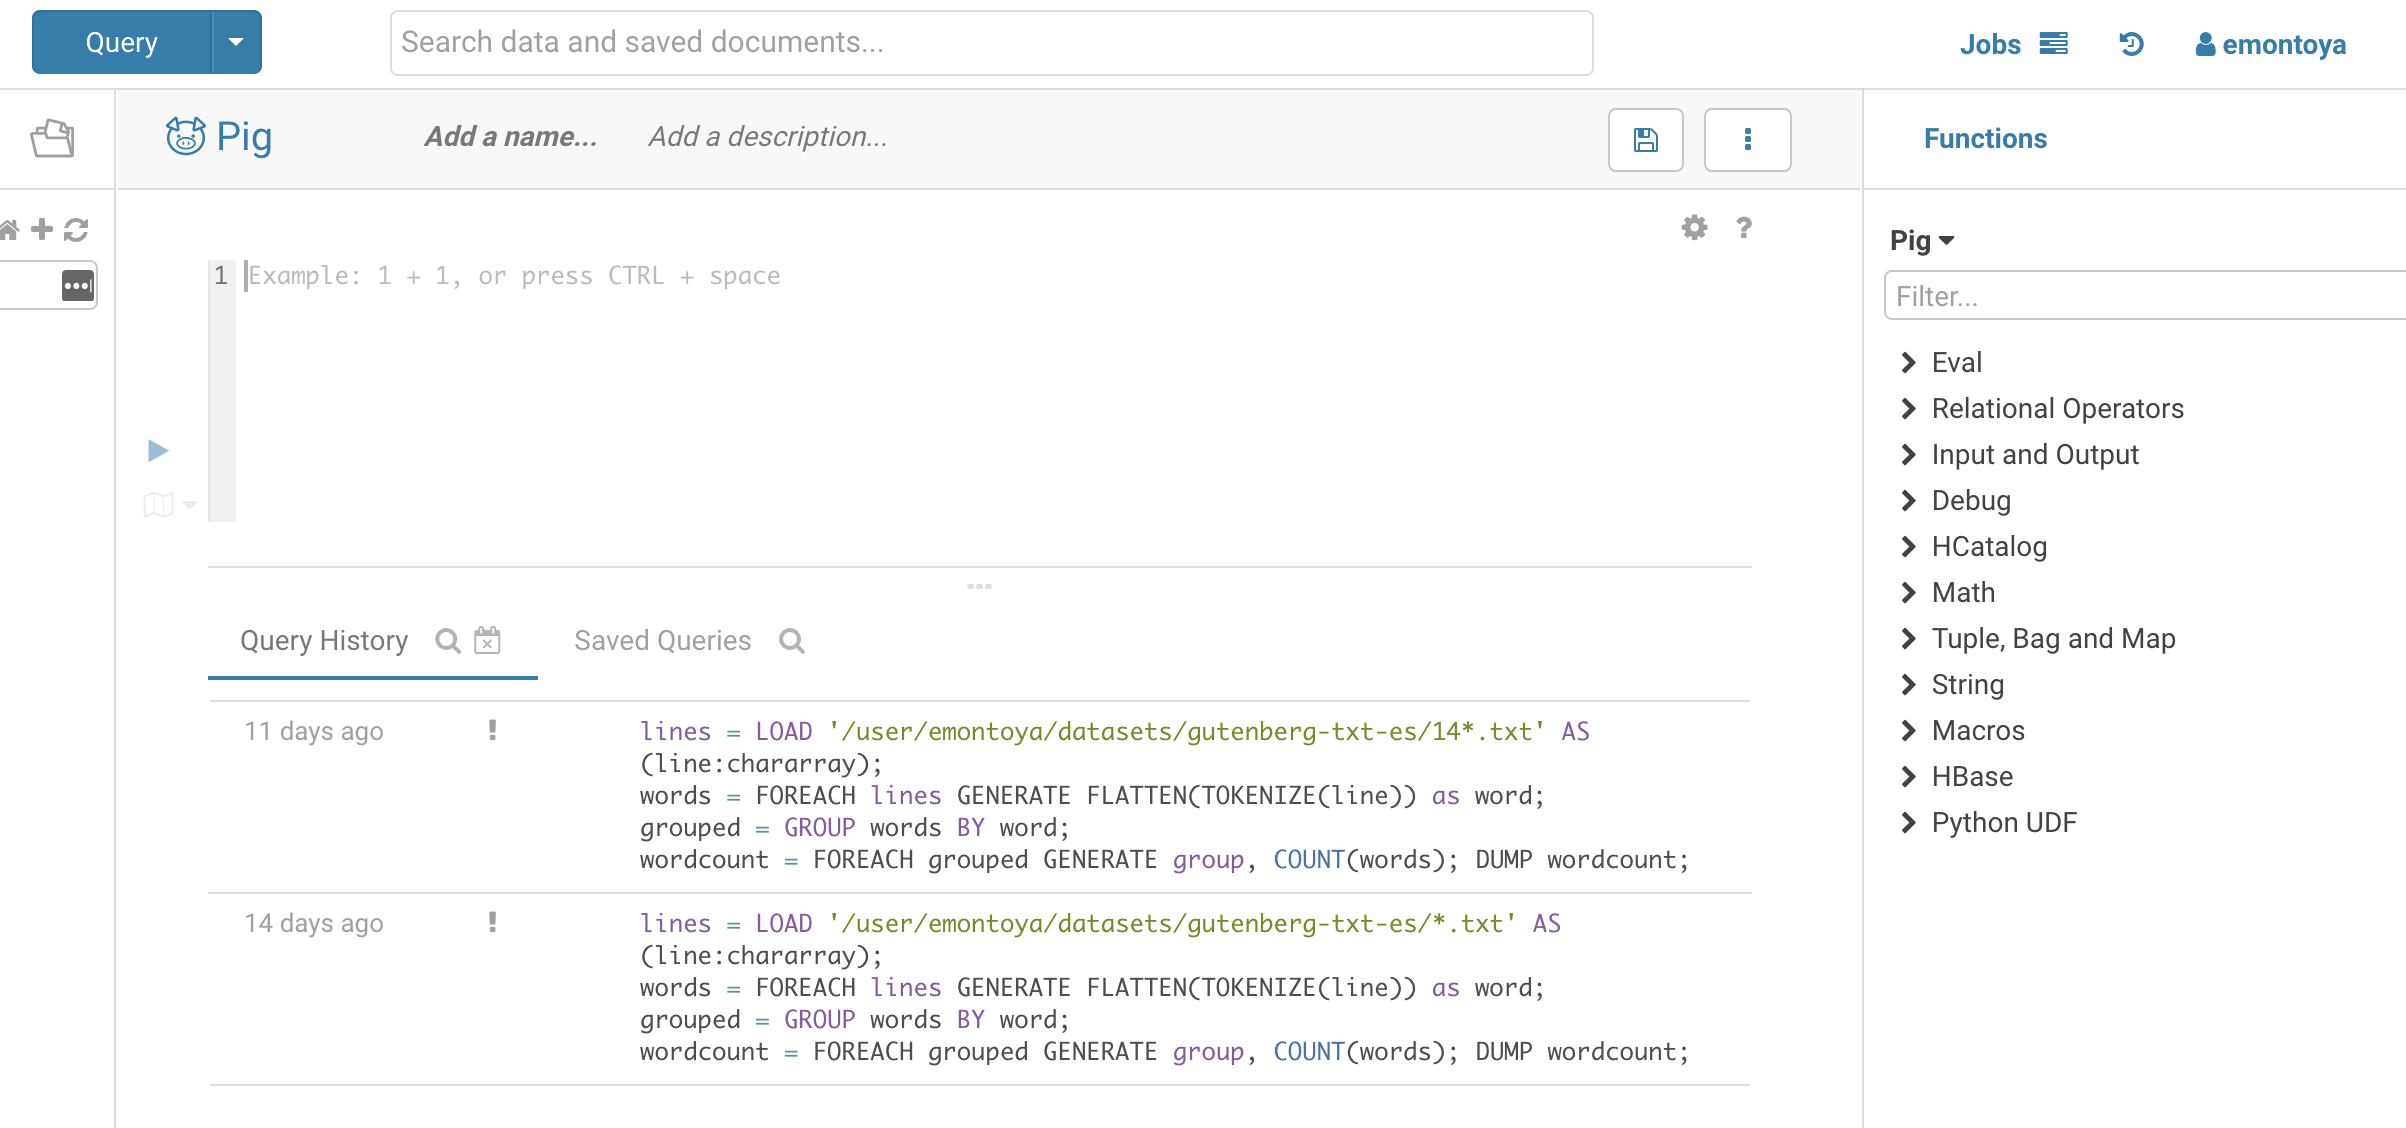 Query
Search data and saved documents...
Jobs
emontoya
Pig
Add a name...
Add a description...
Functions
Pig
Filter...
1
Example: 1 + 1, or press CTRL + space
Eval
Relational Operators
Input and Output
Debug
HCatalog
Math
Tuple, Bag and Map
String
Macros
HBase
Python UDF
Query History
Saved Queries
11 days ago
!
lines = LOAD '/user/emontoya/datasets/gutenberg-txt-es/14*.txt' AS
(line:chararray);
words = FOREACH lines GENERATE FLATTEN(TOKENIZE(line)) as word;
grouped = GROUP words BY word;
wordcount = FOREACH grouped GENERATE group, COUNT(words); DUMP wordcount;
14 days ago
!
lines = LOAD '/user/emontoya/datasets/gutenberg-txt-es/*.txt' AS
(line:chararray);
words = FOREACH lines GENERATE FLATTEN(TOKENIZE(line)) as word;
grouped = GROUP words BY word;
wordcount = FOREACH grouped GENERATE group, COUNT(words); DUMP wordcount;